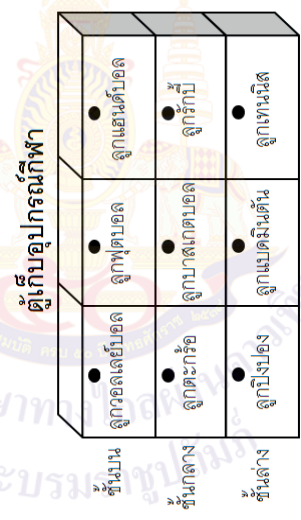 ตู้เก็บอุปกรณ์กีฬา
ชั้นบน
ลูกวอลเลย์บอล
ลูกฟุตบอล
ลูกแฮนด์บอล
ชั้นกลาง
ลูกตะกร้อ
ลูกบาสเกตบอล
ลูกรักบี้
ชั้นล่าง
ลูกปิงปอง
ลูกแบดมินตัน
ลูกเทนนิส